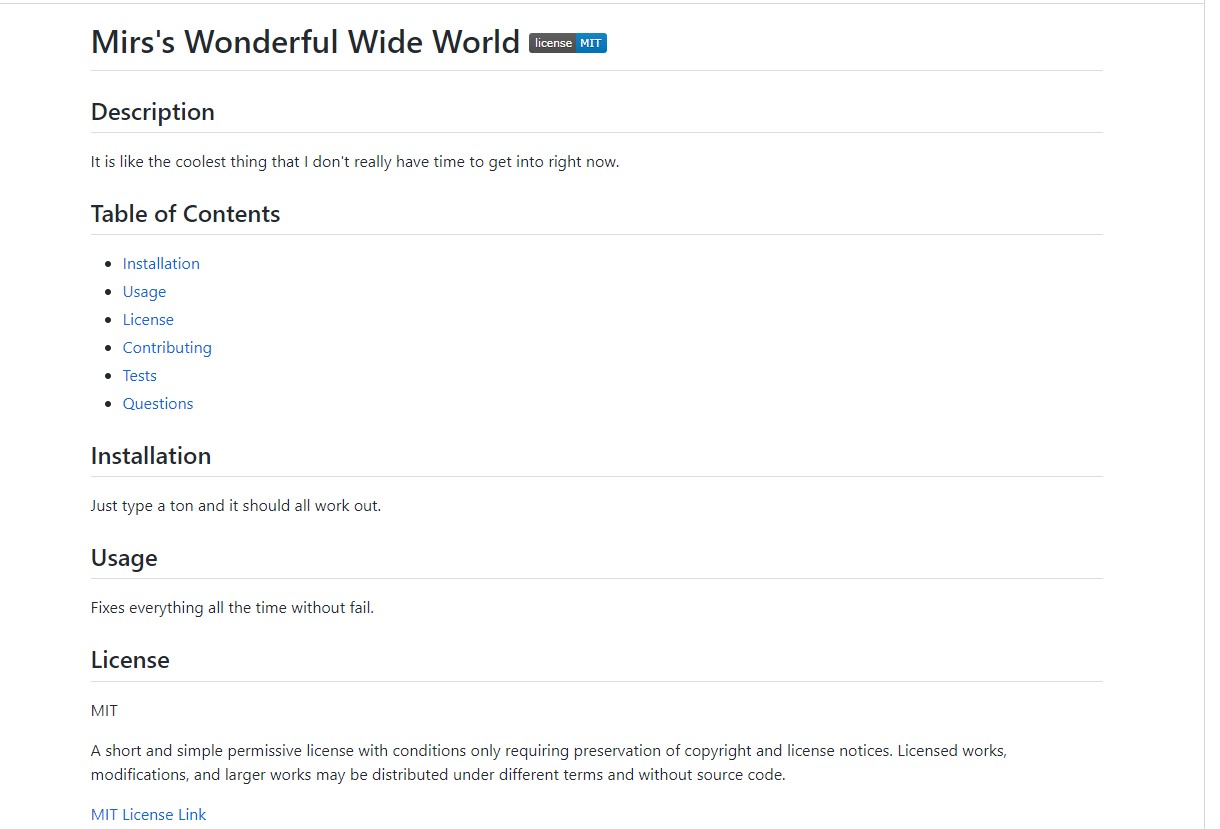 Mirs's Wonderful Wide World license MIT
Description
It is like the coolest thing that I don't really have time to get into right now.
Table of Contents
Installation
Usage
License
Contributing
Tests
Questions
Installation
Just type a ton and it should all work out.
Usage
Fixes everything all the time without fail.
License
MIT
A short and simple permissive license with conditions only requiring preservation of copyright and license notices. Licensed works,
modifications, and larger works may be distributed under different terms and without source code.
MIT License Link